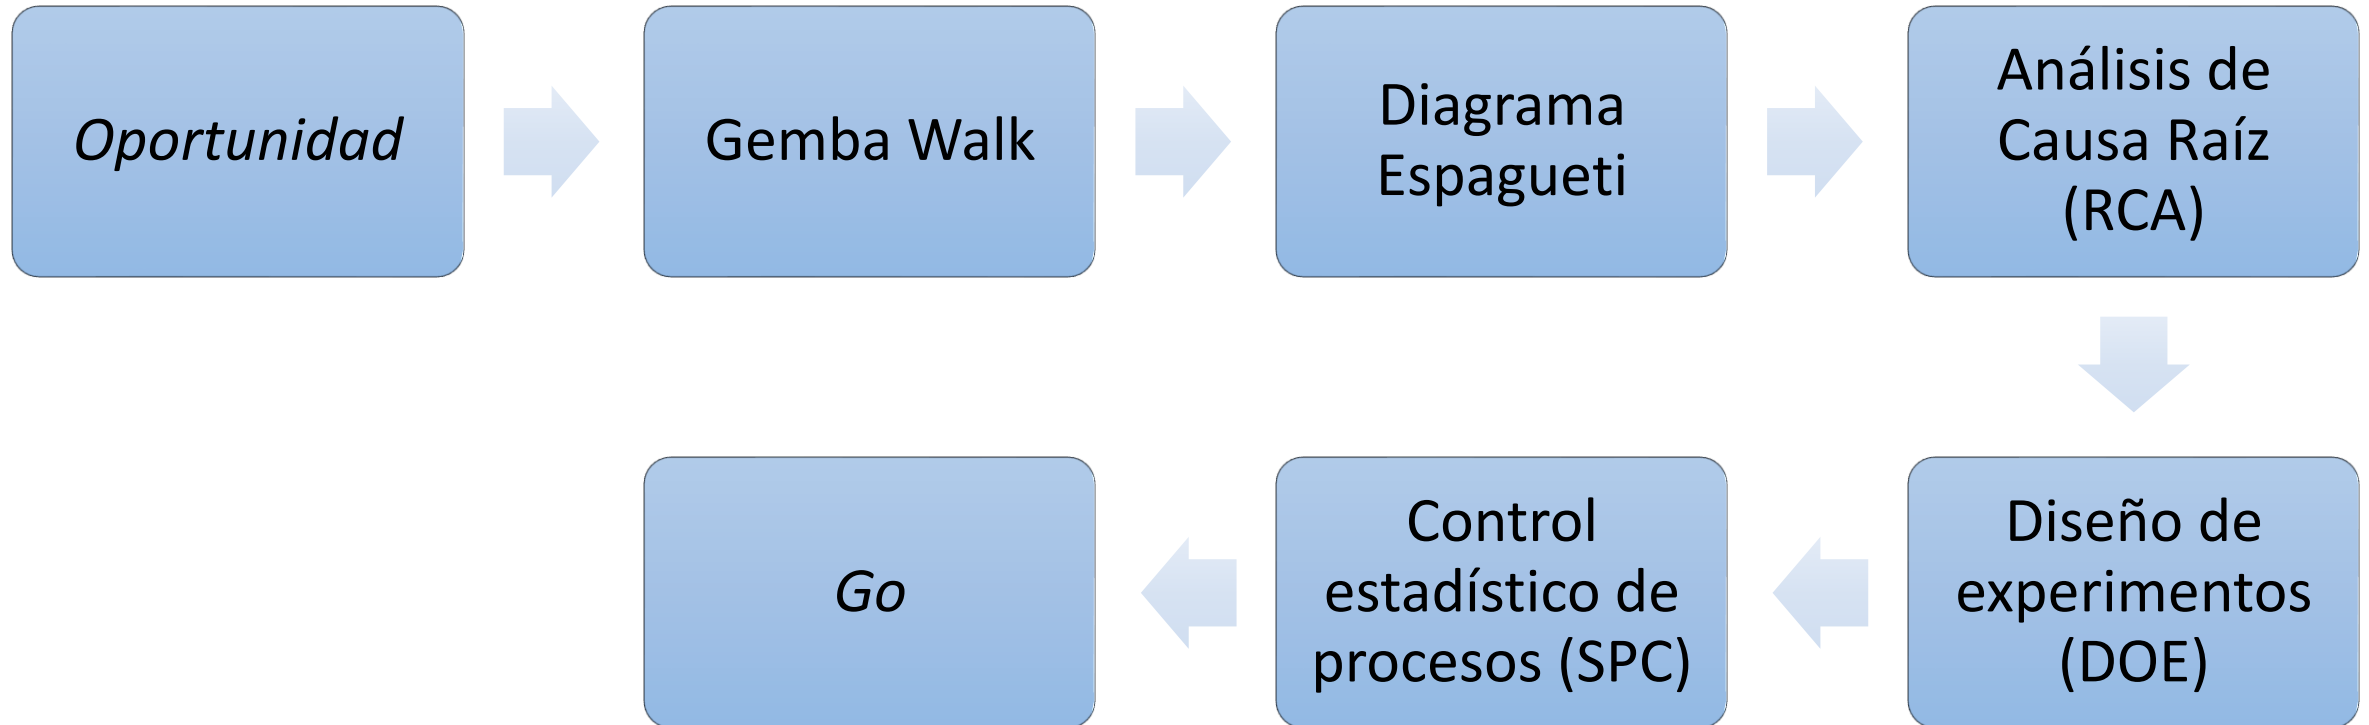 Oportunidad
Gemba Walk
Diagrama
Espagueti
Análisis de
Causa Raíz
(RCA)
Diseño de
experimentos
(DOE)
Control
estadístico de
procesos (SPC)
Go